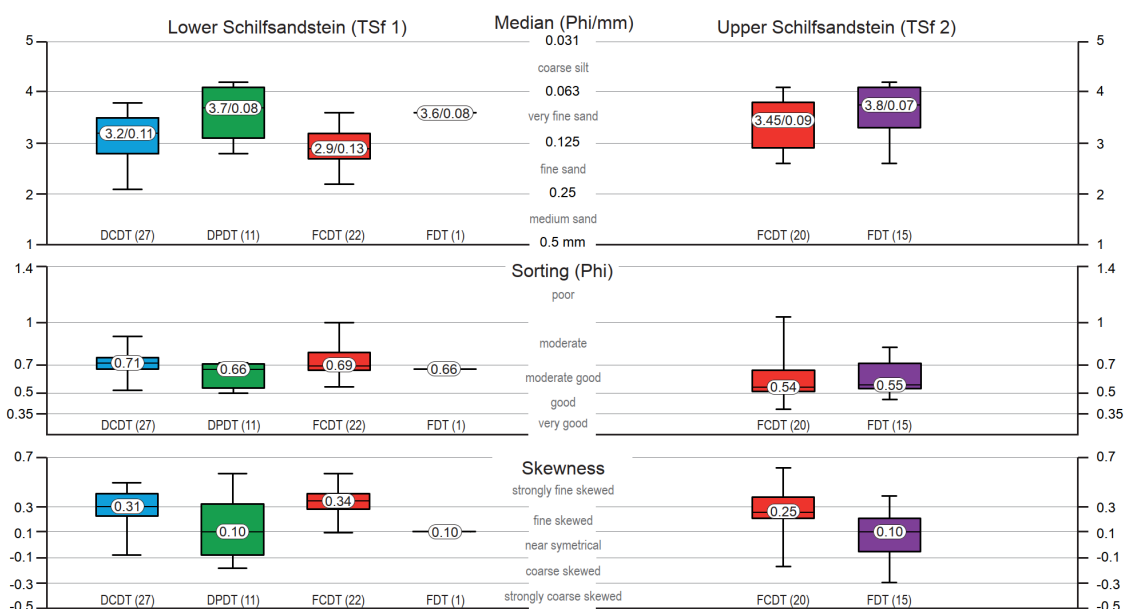 Lower Schilfsandstein (TSf 1) Median (Phi/mm) Upper Schilfsandstein (TSf 2)
5 0.031 5
coarse silt
4 0.063 4
3.7/0.08 3.6/0.08 3.45/0.09 3.8/0.07
very fine sand
3.2/0.11 2.9/0.13
3 0.125 3
fine sand
2 0.25 2
medium sand
DCDT (27) DPDT (11) FCDT (22) FDT (1) FCDT (20) FDT (15)
1 0.5 mm 1
1.4 Sorting (Phi) 1.4
poor
1 1
moderate
0.7 0.71 0.66 0.69 0.66 0.7
moderate good
0.54 0.55
0.5 0.5
good
0.35 0.35
DCDT (27) DPDT (11) FCDT (22) FDT (1) very good FCDT (20) FDT (15)
0.7 Skewness 0.7
strongly fine skewed
0.3 0.31 0.34 0.25 0.3
fine skewed
0.1 0.10 0.10 0.10 0.1
near symetrical
-0.1 -0.1
coarse skewed
-0.3 -0.3
DCDT (27) DPDT (11) FCDT (22) FDT (1) strongly coarse skewed FCDT (20) FDT (15)
-0.5 -0.5